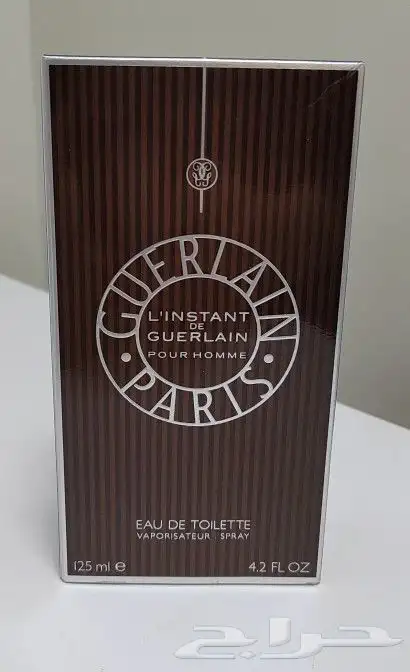 GUERLAIN
L'INSTANT
DE
GUERLAIN
POUR HOMME
PARIS
EAU DE TOILETTE
VAPORISATEUR . SPRAY
125 ml e 4.2 FL OZ
حراج